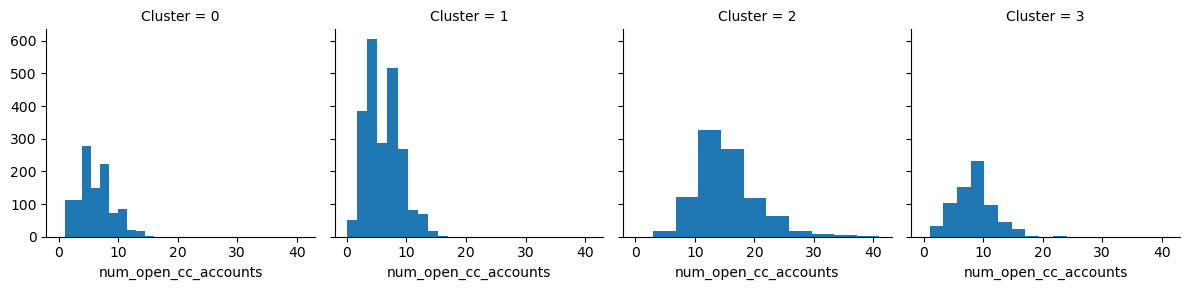 Cluster = 0 Cluster = 1 Cluster = 2 Cluster = 3
600
500
400
300
200
100
0
0 10 20 30 40 0 10 20 30 40 0 10 20 30 40 0 10 20 30 40
num_open_cc_accounts num_open_cc_accounts num_open_cc_accounts num_open_cc_accounts